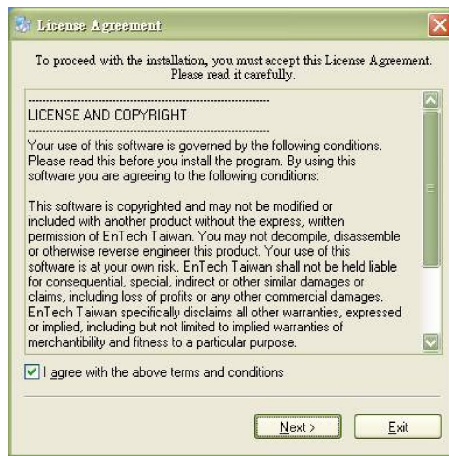 License Agreement
To proceed with the installation, you must accept this License Agreement.
Please read it carefully.
LICENSE AND COPYRIGHT
Your use of this software is governed by the following conditions.
Please read this before you install the program. By using this
software you are agreeing to the following conditions:
This software is copyrighted and may not be modified or
included with another product without the express, written
permission of EnTech Taiwan. You may not decompile, disassemble
or otherwise reverse engineer this product. Your use of this
software is at your own risk. EnTech Taiwan shall not be held liable
for consequential, special, indirect or other similar damages or
claims, including loss of profits or any other commercial damages.
EnTech Taiwan specifically disclaims all other warranties, expressed
or implied, including but not limited to implied warranties of
merchantibility and fitness to a particular purpose.
I agree with the above terms and conditions
Next >
Exit